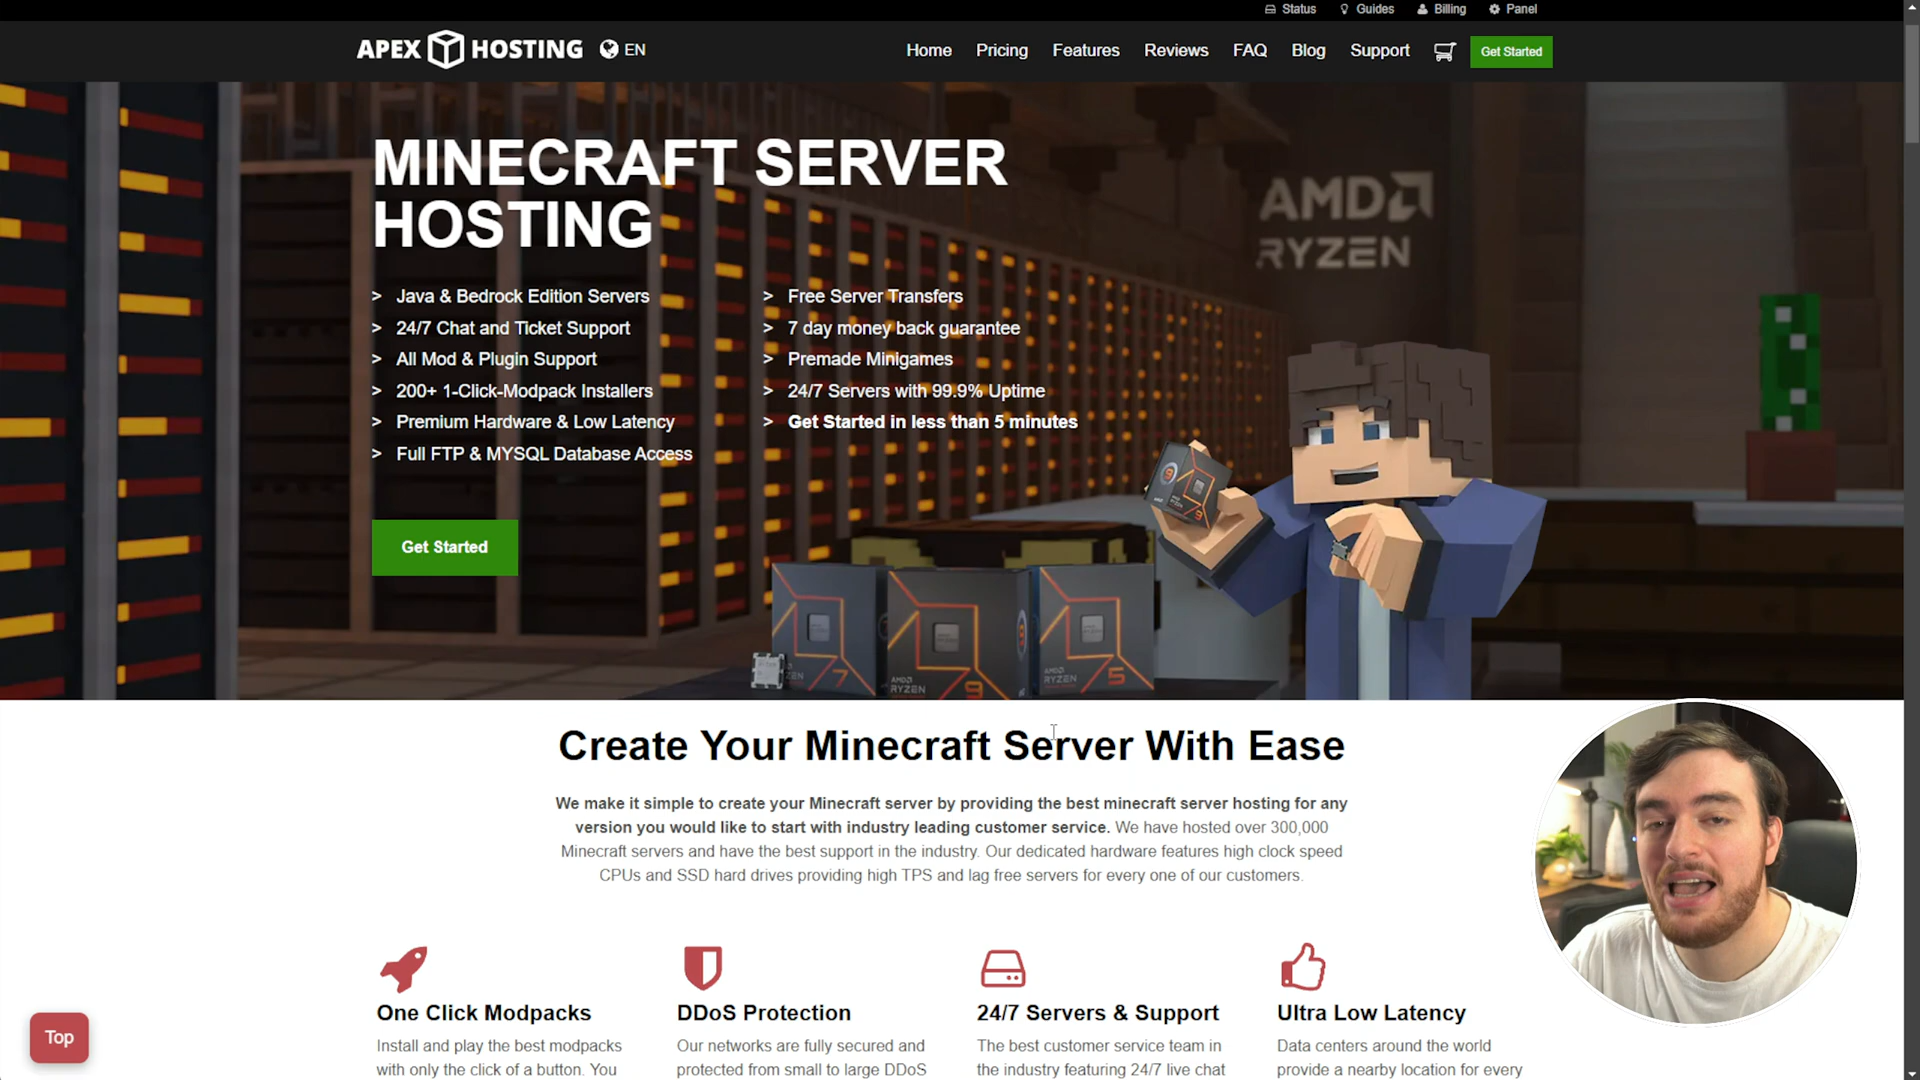 Status
Guides
Billing
Panel
APEX HOSTING
EN
Home
Pricing
Features
Reviews
FAQ
Blog
Support
Get Started
MINECRAFT SERVER
HOSTING
> Java & Bedrock Edition Servers
> 24/7 Chat and Ticket Support
> All Mod & Plugin Support
> 200+ 1-Click-Modpack Installers
> Premium Hardware & Low Latency
> Full FTP & MYSQL Database Access
> Free Server Transfers
> 7 day money back guarantee
> Premade Minigames
> 24/7 Servers with 99.9% Uptime
> Get Started in less than 5 minutes
Get Started
AMD
RYZEN
9
9
7
AMD
RYZEN
9
AMD
RYZEN
5
Create Your Minecraft Server With Ease
We make it simple to create your Minecraft server by providing the best minecraft server hosting for any
version you would like to start with industry leading customer service. We have hosted over 300,000
Minecraft servers and have the best support in the industry. Our dedicated hardware features high clock speed
CPUs and SSD hard drives providing high TPS and lag free servers for every one of our customers.
One Click Modpacks
Install and play the best modpacks
with only the click of a button. You
DDoS Protection
Our networks are fully secured and
protected from small to large DDoS
24/7 Servers & Support
The best customer service team in
the industry featuring 24/7 live chat
Ultra Low Latency
Data centers around the world
provide a nearby location for every
Top